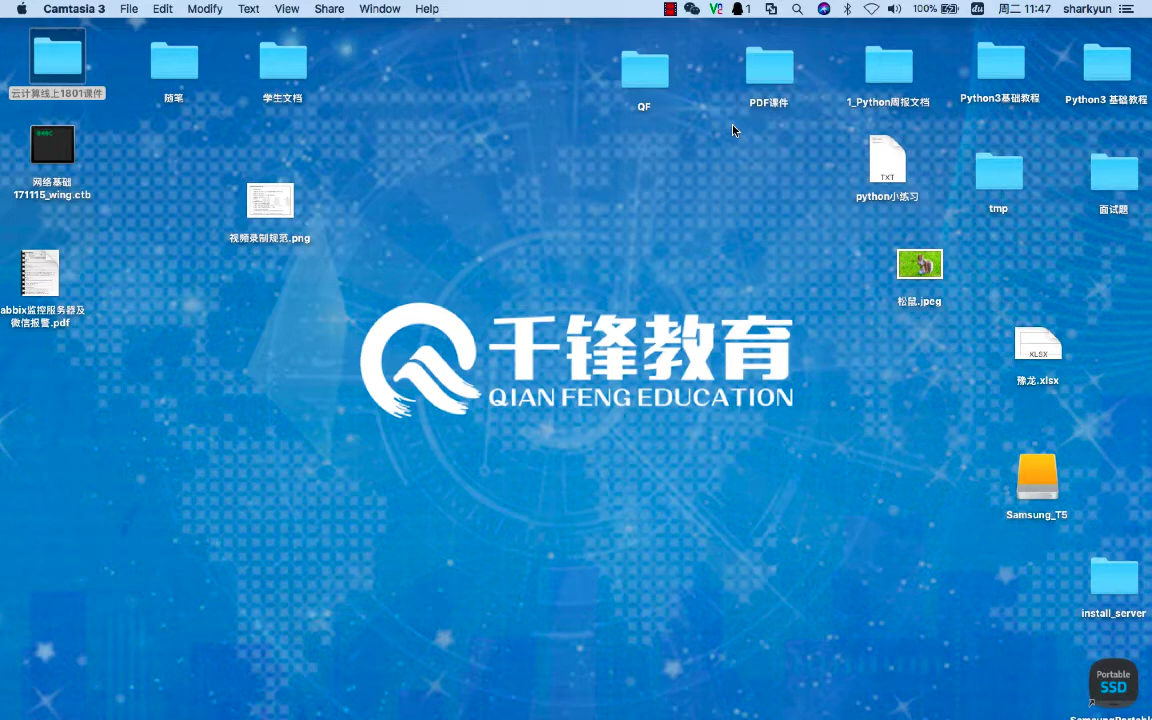 Camtasia 3 File Edit Modify Text View Share Window Help 1 100% du 周二 11:47 sharkyun
云计算线上1801课件
随笔
学生文档
QF
PDF课件
1_Python周报文档
Python3基础教程
Python3 基础教程
exec
网络基础
171115_wing.ctb
视频录制规范.png
TXT
python小练习
tmp
面试题
abbix监控服务器及
微信报警.pdf
松鼠.jpeg
千锋教育
QIAN FENG EDUCATION
XLSX
豫龙.xlsx
Samsung_T5
install_server
Portable
SSD